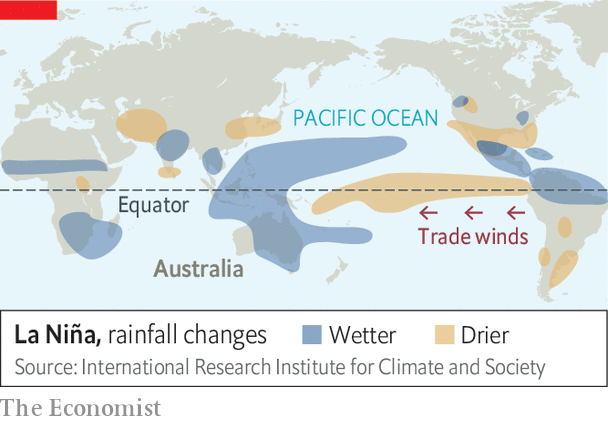 PACIFIC OCEAN
Equator
Trade winds
Australia
La Niña, rainfall changes Wetter Drier
Source: International Research Institute for Climate and Society
The Economist